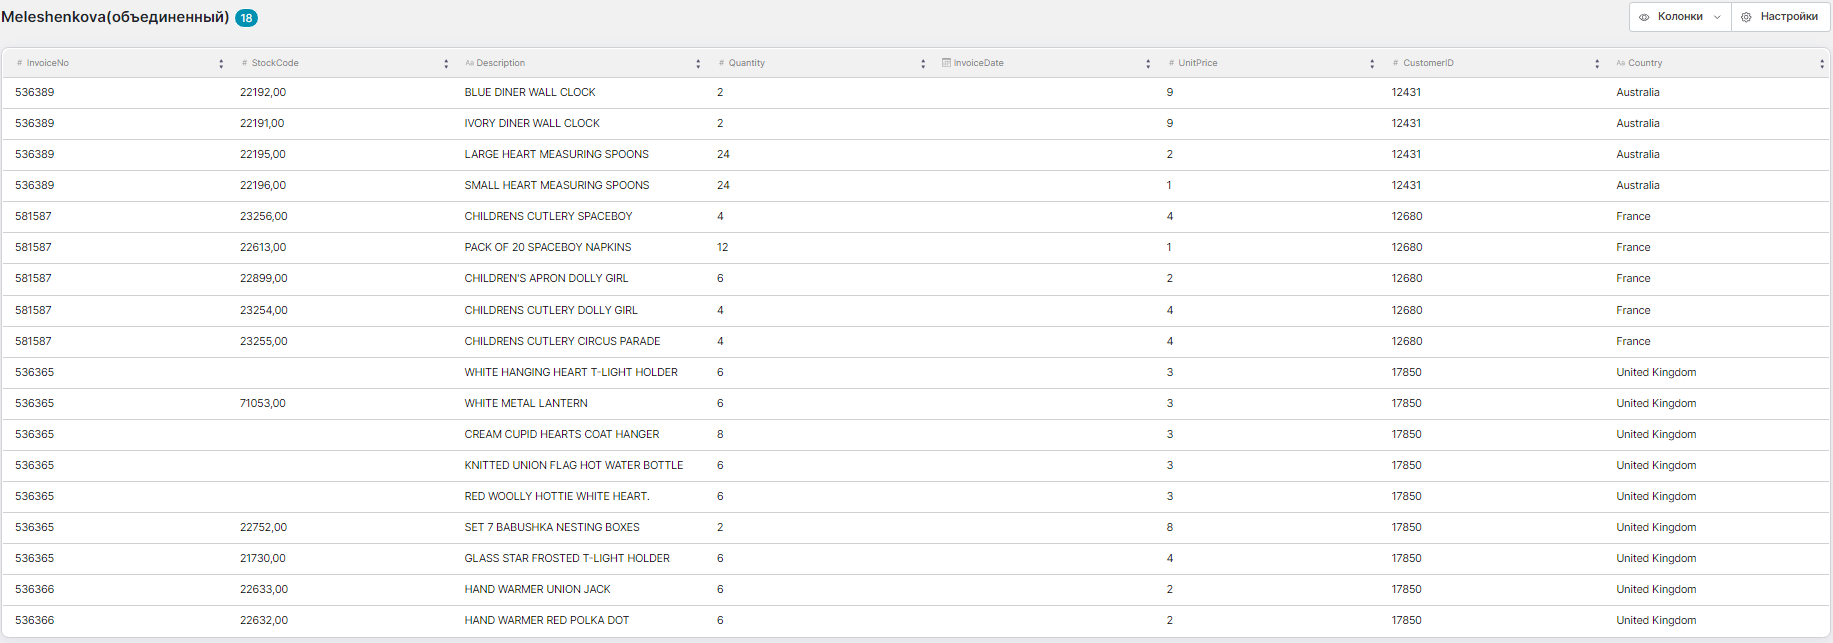 Meleshenkova(объединенный) 18
Колонки Настройки
# InvoiceNo # StockCode Aa Description # Quantity InvoiceDate # UnitPrice # CustomerID Aa Country
536389 22192,00 BLUE DINER WALL CLOCK 2 9 12431 Australia
536389 22191,00 IVORY DINER WALL CLOCK 2 9 12431 Australia
536389 22195,00 LARGE HEART MEASURING SPOONS 24 2 12431 Australia
536389 22196,00 SMALL HEART MEASURING SPOONS 24 1 12431 Australia
581587 23256,00 CHILDRENS CUTLERY SPACEBOY 4 4 12680 France
581587 22613,00 PACK OF 20 SPACEBOY NAPKINS 12 1 12680 France
581587 22899,00 CHILDREN'S APRON DOLLY GIRL 6 2 12680 France
581587 23254,00 CHILDRENS CUTLERY DOLLY GIRL 4 4 12680 France
581587 23255,00 CHILDRENS CUTLERY CIRCUS PARADE 4 4 12680 France
536365 WHITE HANGING HEART T-LIGHT HOLDER 6 3 17850 United Kingdom
536365 71053,00 WHITE METAL LANTERN 6 3 17850 United Kingdom
536365 CREAM CUPID HEARTS COAT HANGER 8 3 17850 United Kingdom
536365 KNITTED UNION FLAG HOT WATER BOTTLE 6 3 17850 United Kingdom
536365 RED WOOLLY HOTTIE WHITE HEART. 6 3 17850 United Kingdom
536365 22752,00 SET 7 BABUSHKA NESTING BOXES 2 8 17850 United Kingdom
536365 21730,00 GLASS STAR FROSTED T-LIGHT HOLDER 6 4 17850 United Kingdom
536366 22633,00 HAND WARMER UNION JACK 6 2 17850 United Kingdom
536366 22632,00 HAND WARMER RED POLKA DOT 6 2 17850 United Kingdom